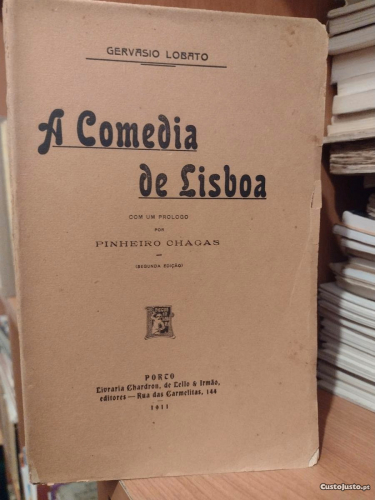 GERVASIO LOBATO
A Comedia
de Lisboa
COM UM PROLOGO
POR
PINHEIRO CHAGAS
(SEGUNDA EDIÇÃO)
PORTO
Livraria Chardron, de Lello & Irmão,
editores — Rua das Carmelitas, 144
1911
CustoJusto.pt